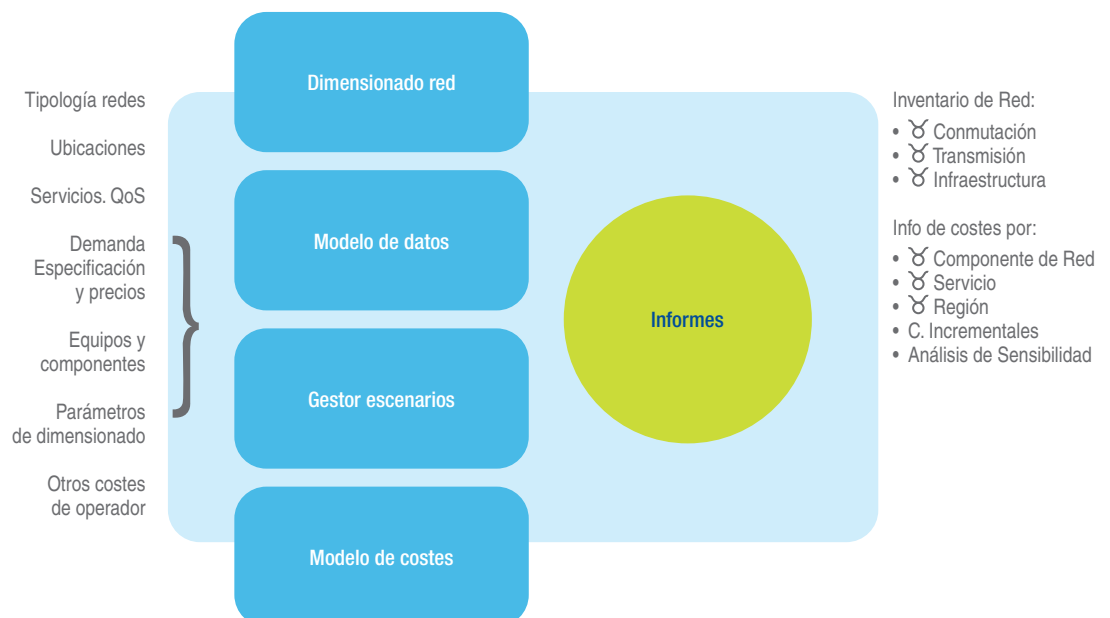 Tipología redes
Ubicaciones
Servicios. QoS
Demanda
Especificación
y precios
Equipos y
componentes
Parámetros
de dimensionado
Otros costes
de operador
Dimensionado red
Modelo de datos
Gestor escenarios
Modelo de costes
Informes
Inventario de Red:
• ♉ Conmutación
• ♉ Transmisión
• ♉ Infraestructura
Info de costes por:
• ♉ Componente de Red
• ♉ Servicio
• ♉ Región
• C. Incrementales
• Análisis de Sensibilidad